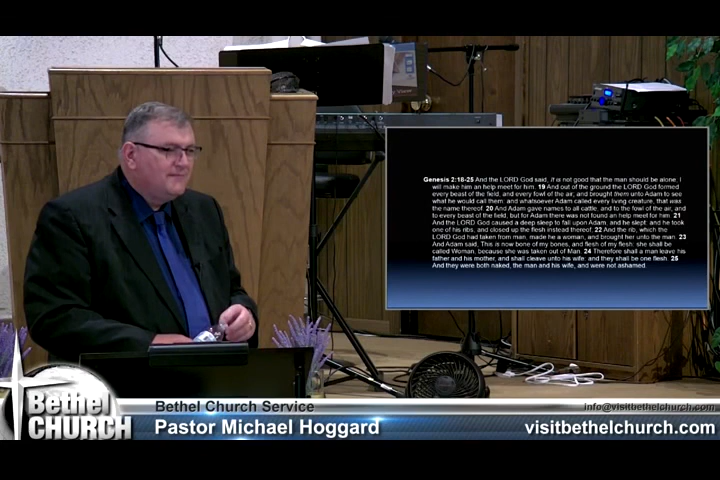 Genesis 2:18-25 And the LORD God said, It is not good that the man should be alone; I
will make him an help meet for him. 19 And out of the ground the LORD God formed
every beast of the field, and every fowl of the air; and brought them unto Adam to see
what he would call them: and whatsoever Adam called every living creature, that was
the name thereof. 20 And Adam gave names to all cattle, and to the fowl of the air, and
to every beast of the field; but for Adam there was not found an help meet for him. 21
And the LORD God caused a deep sleep to fall upon Adam, and he slept: and he took
one of his ribs, and closed up the flesh instead thereof; 22 And the rib, which the
LORD God had taken from man, made he a woman, and brought her unto the man. 23
And Adam said, This is now bone of my bones, and flesh of my flesh: she shall be
called Woman, because she was taken out of Man. 24 Therefore shall a man leave his
father and his mother, and shall cleave unto his wife: and they shall be one flesh. 25
And they were both naked, the man and his wife, and were not ashamed.
Bethel
CHURCH
Bethel Church Service
info@visitbethelchurch.com
Pastor Michael Hoggard
visitbethelchurch.com